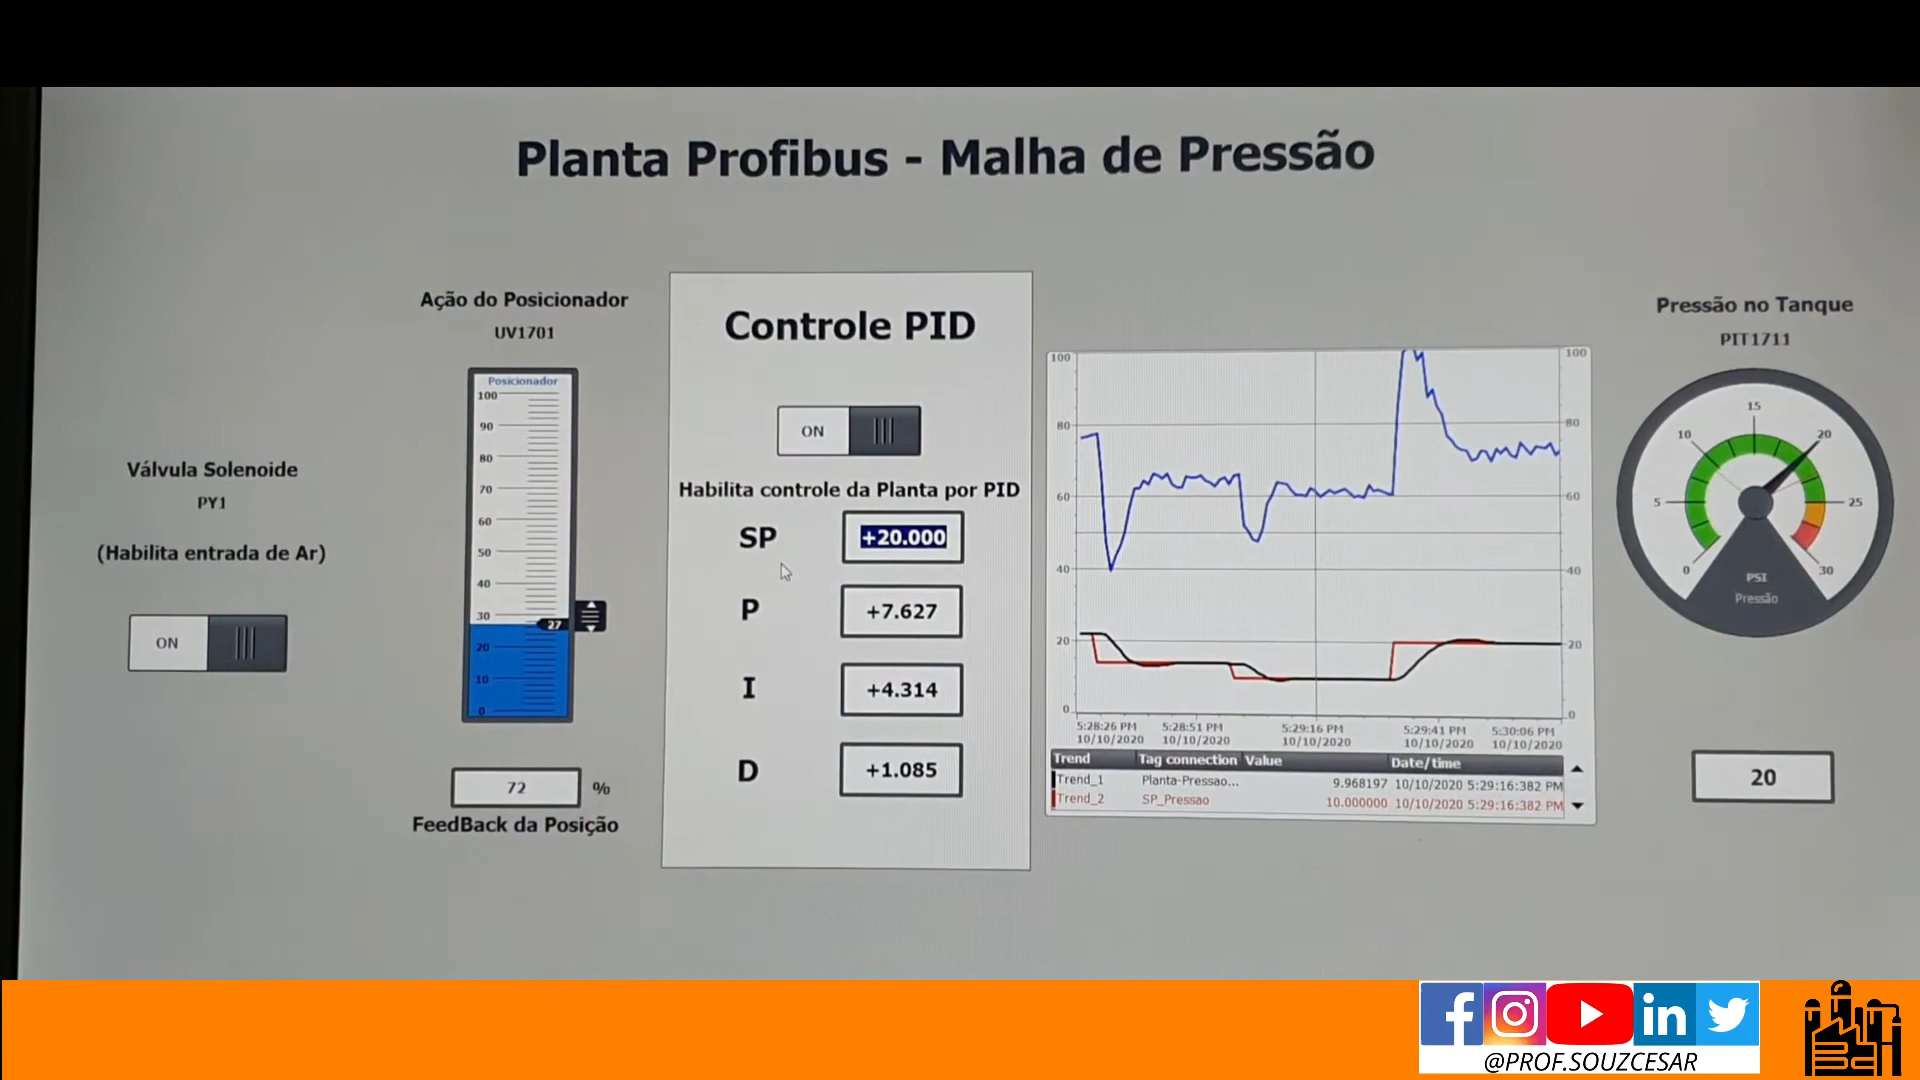 Planta Profibus - Malha de Pressão
Válvula Solenoide
PY1
(Habilita entrada de Ar)
ON
Ação do Posicionador
UV1701
Posicionador
100
90
80
70
60
50
40
30
27
20
10
0
72 %
FeedBack da Posição
Controle PID
ON
Habilita controle da Planta por PID
SP +20.000
P +7.627
I +4.314
D +1.085
100 100
80 80
60 60
40 40
20 20
0 0
5:28:26 PM 5:28:51 PM 5:29:16 PM 5:29:41 PM 5:30:06 PM
10/10/2020 10/10/2020 10/10/2020 10/10/2020 10/10/2020
Trend Tag connection Value Date/time
Trend_1 Planta-Pressao... 9.968197 10/10/2020 5:29:16:382 PM
Trend_2 SP_Pressao 10.000000 10/10/2020 5:29:16:382 PM
Pressão no Tanque
PIT1711
15
10 20
5 25
0 30
PSI
Pressão
20
@PROF.SOUZCESAR